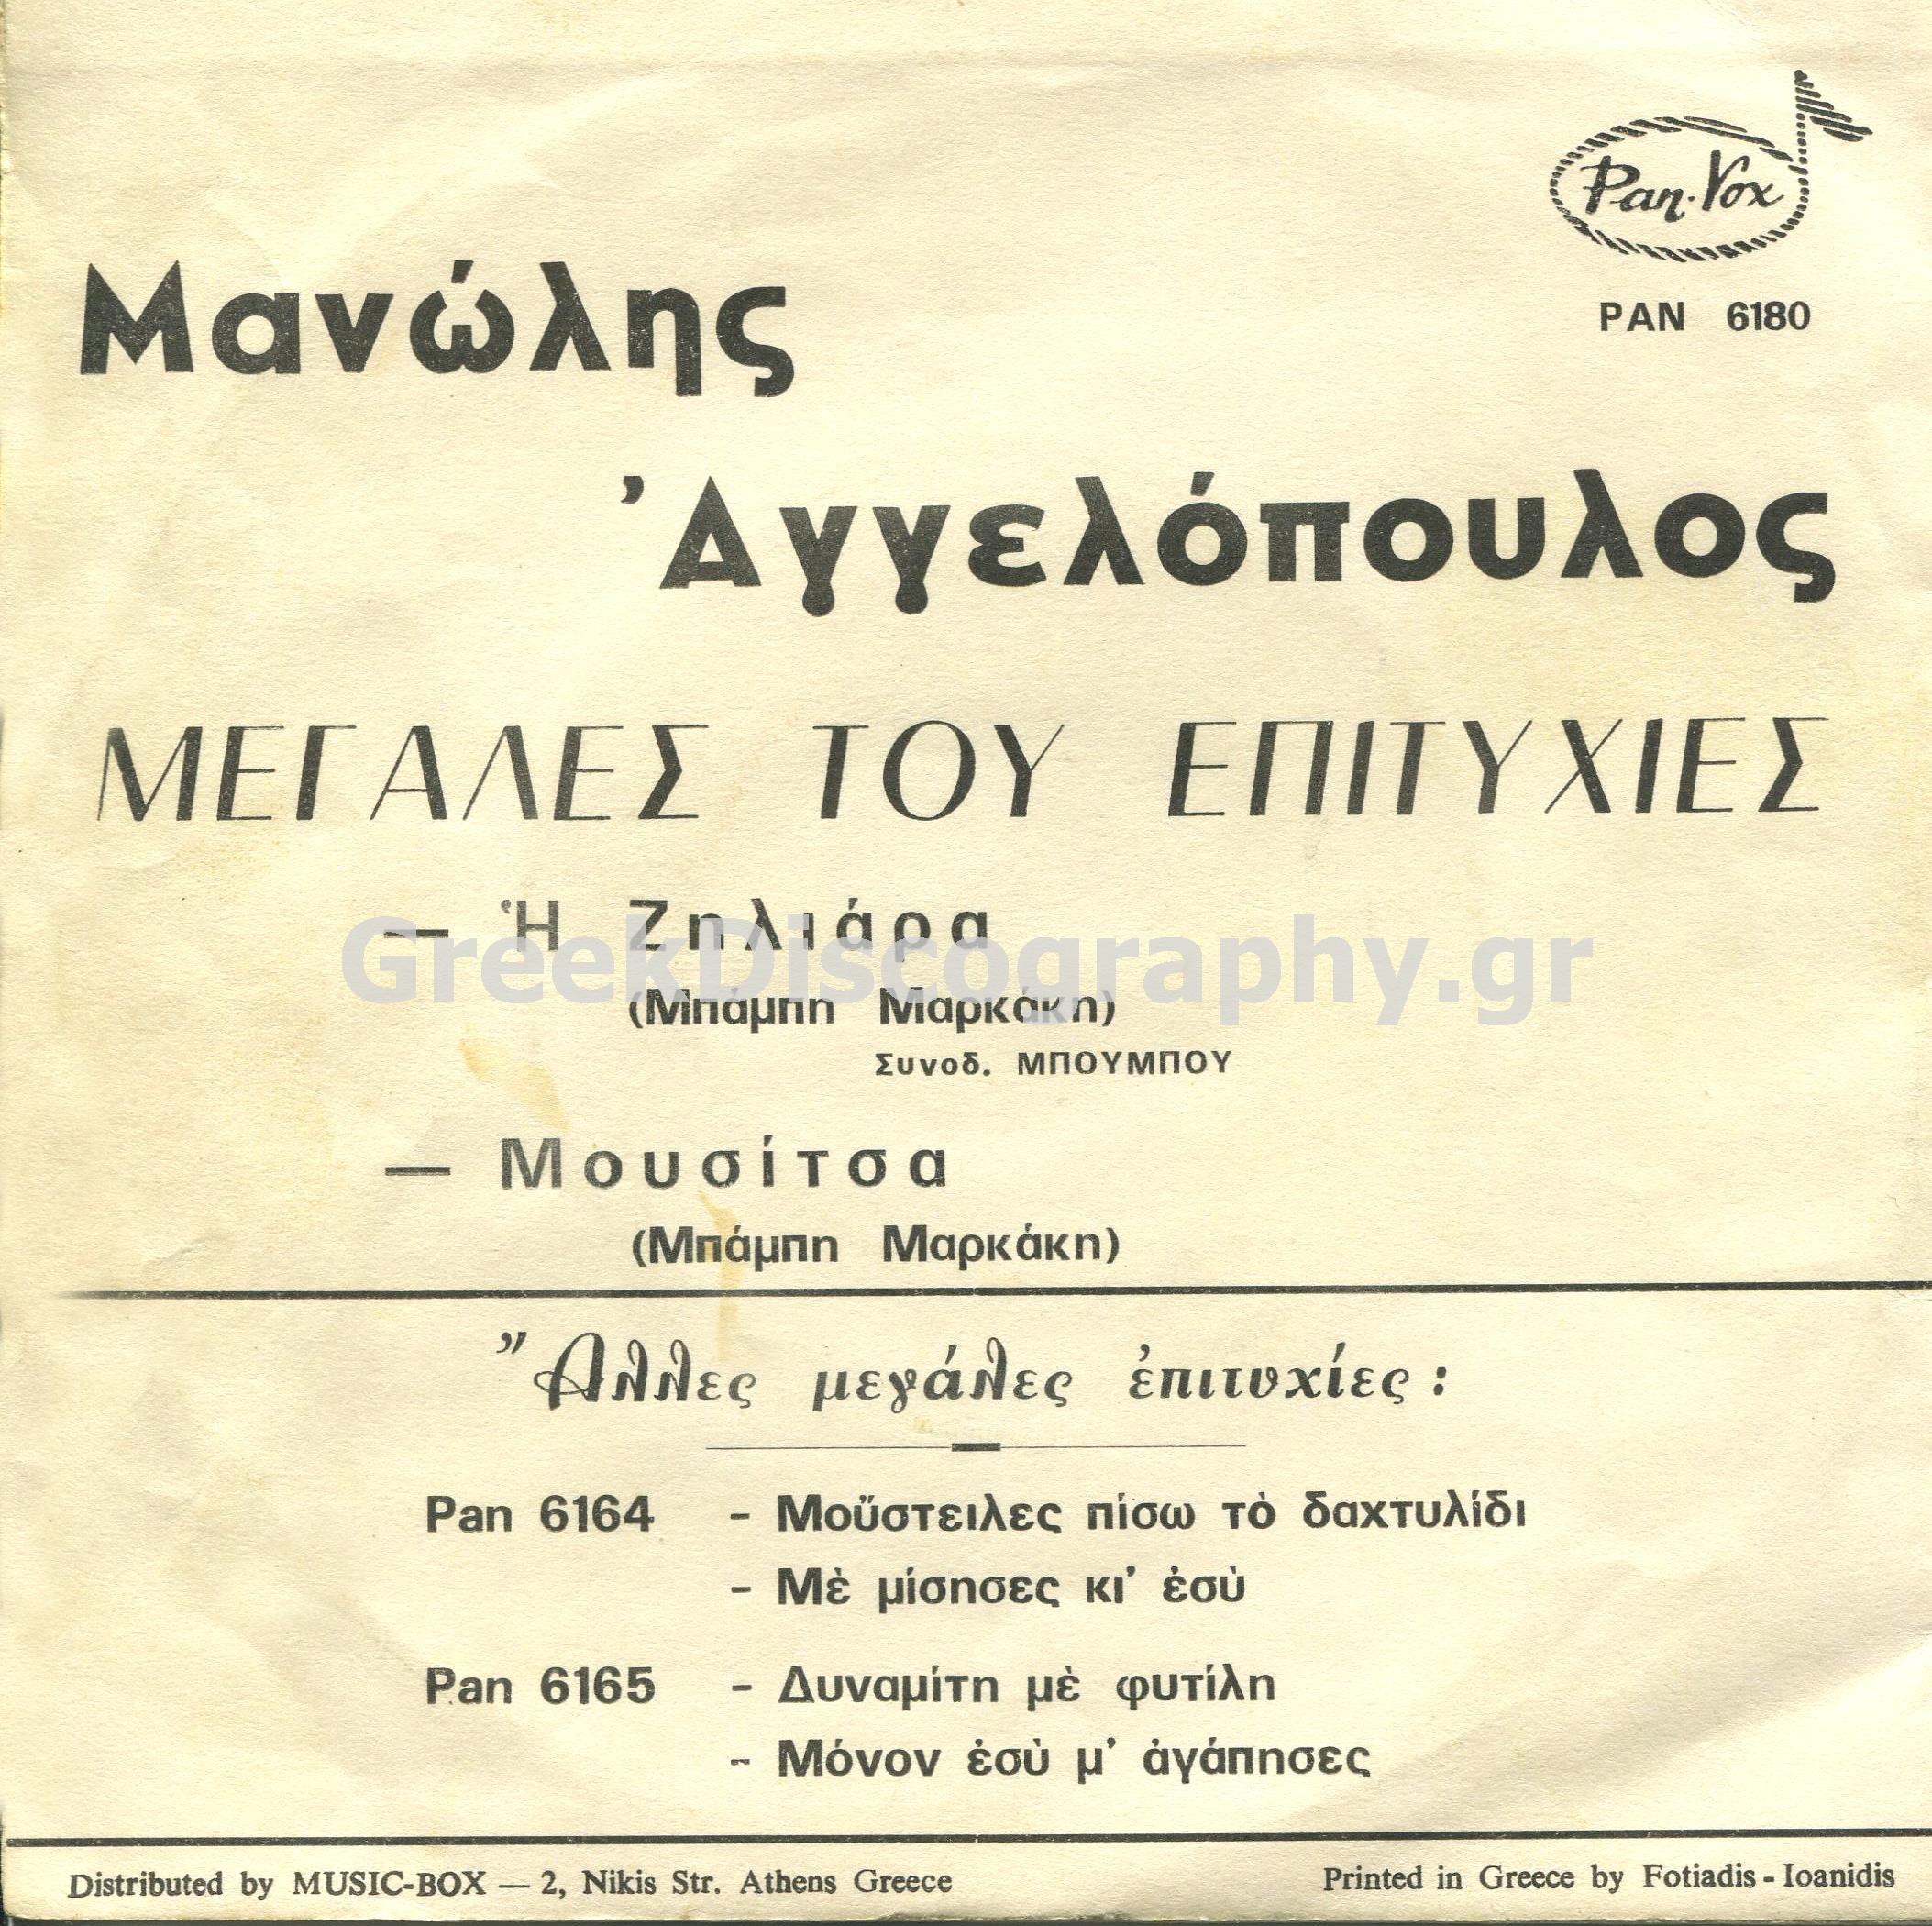 Pan-Vox
PAN 6180
Μανώλης
Ἀγγελόπουλος
ΜΕΓΑΛΕΣ ΤΟΥ ΕΠΙΤΥΧΙΕΣ
— Ἡ Ζηλιάρα
GreekDiscography.gr
(Μπάμπη Μαρκάκη)
Συνοδ. ΜΠΟΥΜΠΟΥ
— Μουσίτσα
(Μπάμπη Μαρκάκη)
Ἄλλες μεγάλες ἐπιτυχίες :
Pan 6164 - Μοὔστειλες πίσω τὸ δαχτυλίδι
- Μὲ μίσησες κι' ἐσὺ
Pan 6165 - Δυναμίτη μὲ φυτίλη
- Μόνον ἐσὺ μ' ἀγάπησες
Distributed by MUSIC-BOX — 2, Nikis Str. Athens Greece
Printed in Greece by Fotiadis - Ioanidis